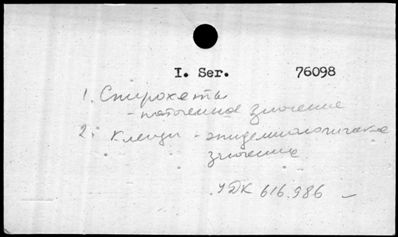 I. Ser. 76098
1. Спирохеты
- патогенное значение
2. Клещи - эпидемиологическое
значение.
УДК 616.986 -